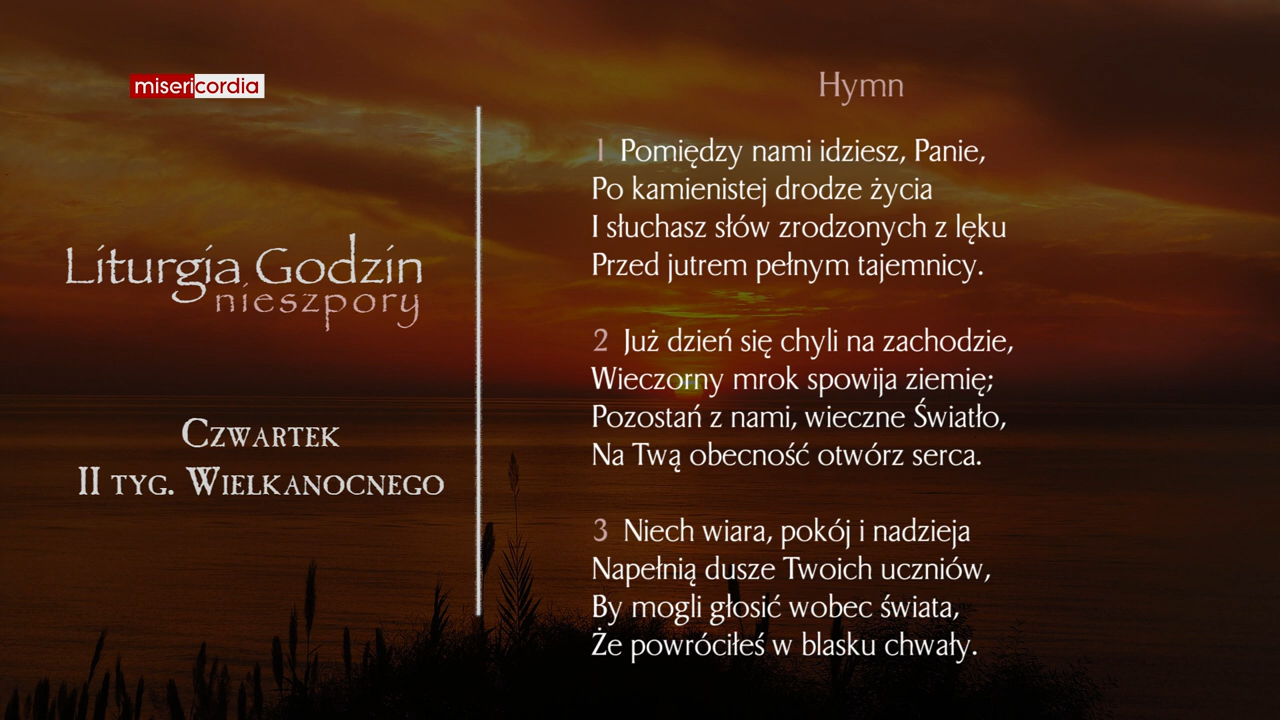 misericordia
Liturgia Godzin
nieszpory
Czwartek
II tyg. Wielkanocnego
Hymn
1 Pomiędzy nami idziesz, Panie,
Po kamienistej drodze życia
I słuchasz słów zrodzonych z lęku
Przed jutrem pełnym tajemnicy.
2 Już dzień się chyli na zachodzie,
Wieczorny mrok spowija ziemię;
Pozostań z nami, wieczne Światło,
Na Twą obecność otwórz serca.
3 Niech wiara, pokój i nadzieja
Napełnią dusze Twoich uczniów,
By mogli głosić wobec świata,
Że powróciłeś w blasku chwały.